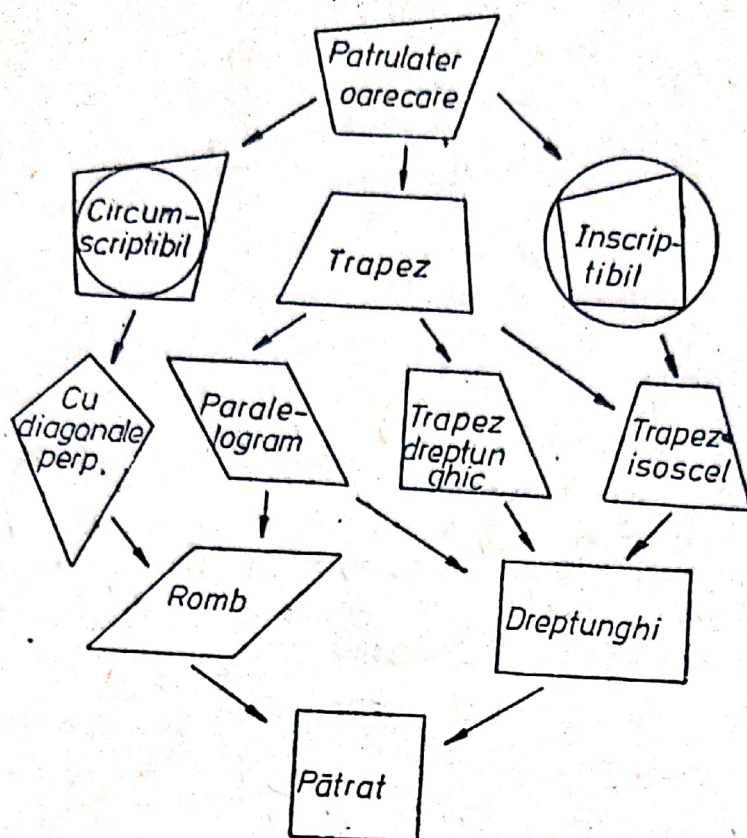 Patrulater
oarecare
Circum-
scriptibil
Trapez
Inscrip-
tibil
Cu
diagonale
perp.
Parale-
logram
Trapez
dreptun
ghic
Trapez
isoscel
Romb
Dreptunghi
Pătrat